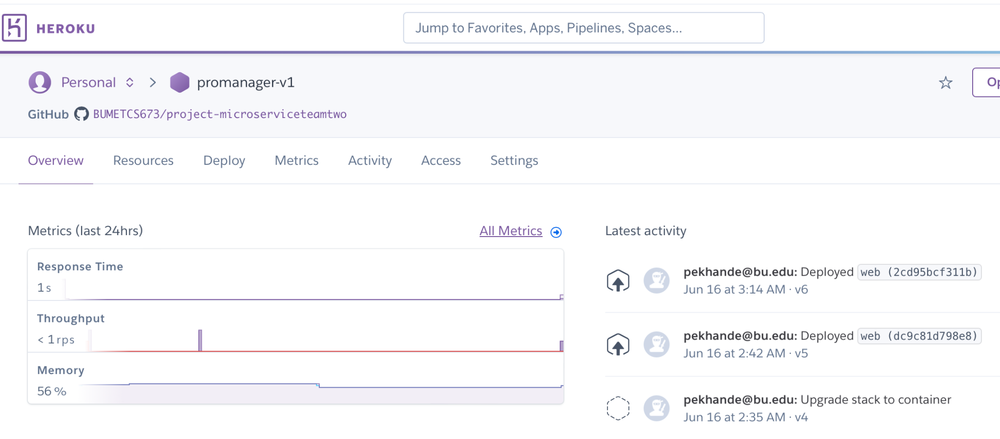 HEROKU
Jump to Favorites, Apps, Pipelines, Spaces...
Personal
promanager-v1
GitHub BUMETCS673/project-microserviceteamtwo
Overview Resources Deploy Metrics Activity Access Settings
Metrics (last 24hrs) All Metrics
Response Time
1 s
Throughput
< 1 rps
Memory
56 %
Latest activity
pekhande@bu.edu: Deployed web (2cd95bcf311b)
Jun 16 at 3:14 AM · v6
pekhande@bu.edu: Deployed web (dc9c81d798e8)
Jun 16 at 2:42 AM · v5
pekhande@bu.edu: Upgrade stack to container
Jun 16 at 2:35 AM · v4